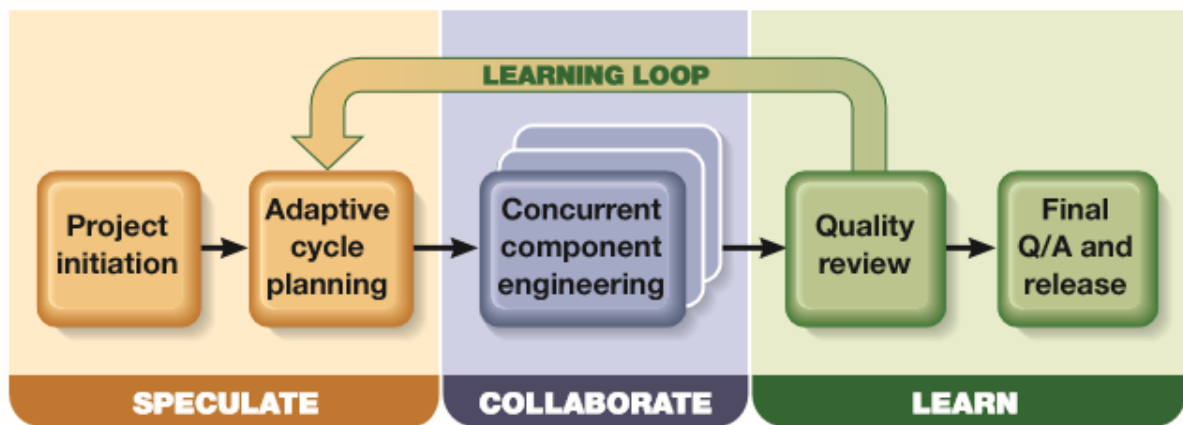 LEARNING LOOP
Project
initiation
Adaptive
cycle
planning
Concurrent
component
engineering
Quality
review
Final
Q/A and
release
SPECULATE
COLLABORATE
LEARN